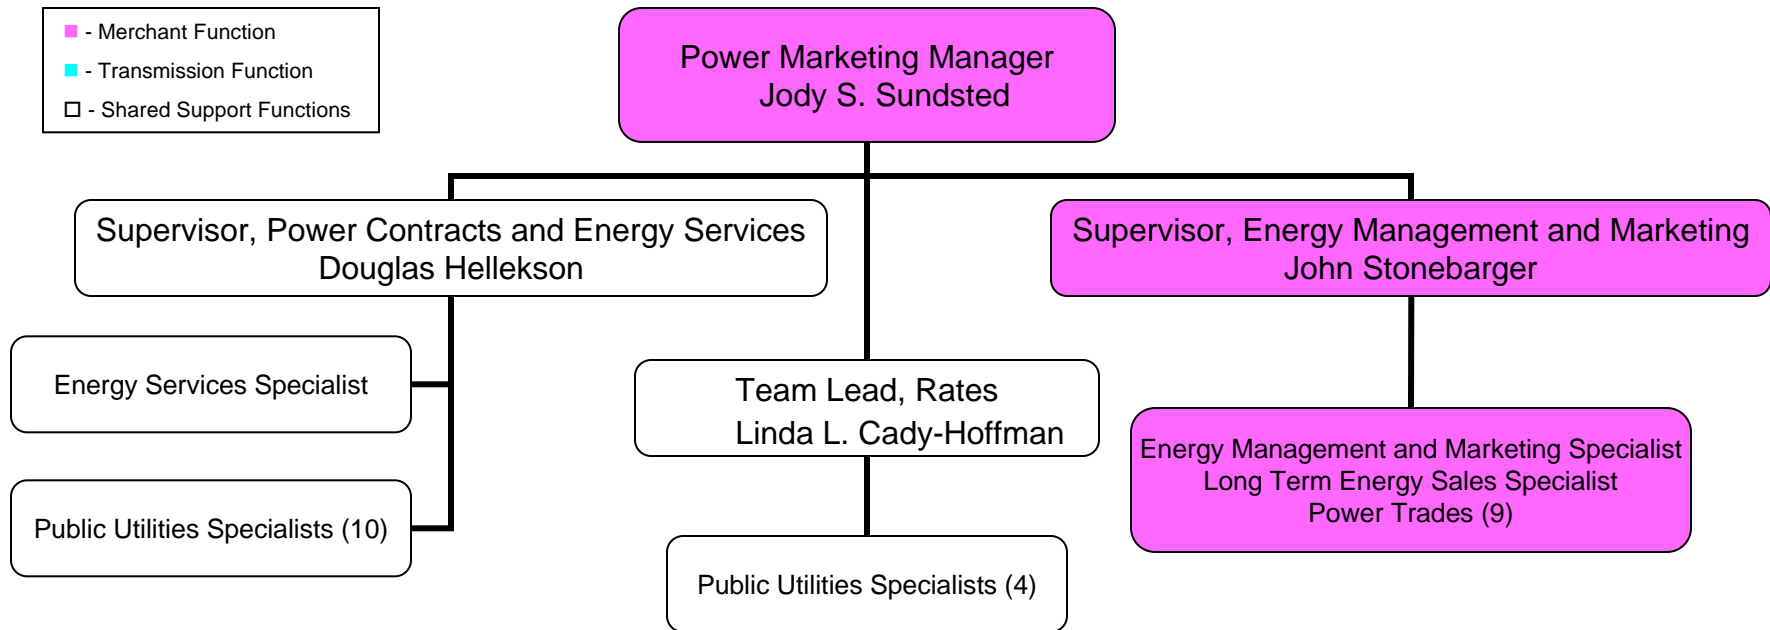 - Merchant Function
- Transmission Function
- Shared Support Functions
Power Marketing Manager
Jody S. Sundsted
Supervisor, Power Contracts and Energy Services
Douglas Hellekson
Supervisor, Energy Management and Marketing
John Stonebarger
Energy Services Specialist
Team Lead, Rates
Linda L. Cady-Hoffman
Energy Management and Marketing Specialist
Long Term Energy Sales Specialist
Power Trades (9)
Public Utilities Specialists (10)
Public Utilities Specialists (4)